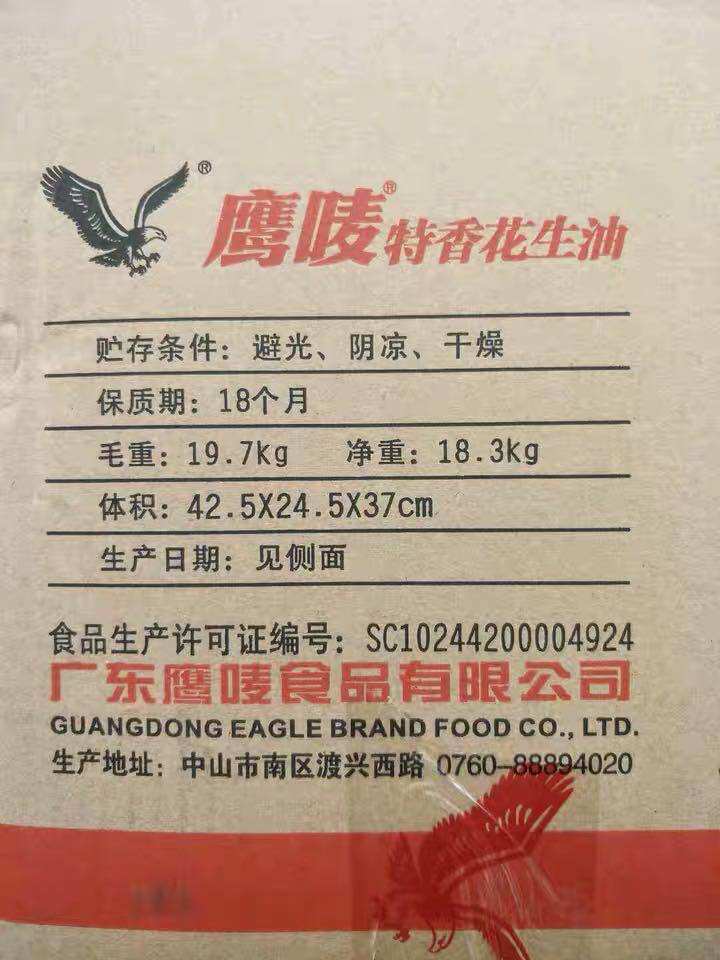 鹰唛®特香花生油
贮存条件：避光、阴凉、干燥
保质期：18个月
毛重：19.7kg 净重：18.3kg
体积：42.5X24.5X37cm
生产日期：见侧面
食品生产许可证编号：SC10244200004924
广东鹰唛食品有限公司
GUANGDONG EAGLE BRAND FOOD CO., LTD.
生产地址：中山市南区渡兴西路 0760-88894020